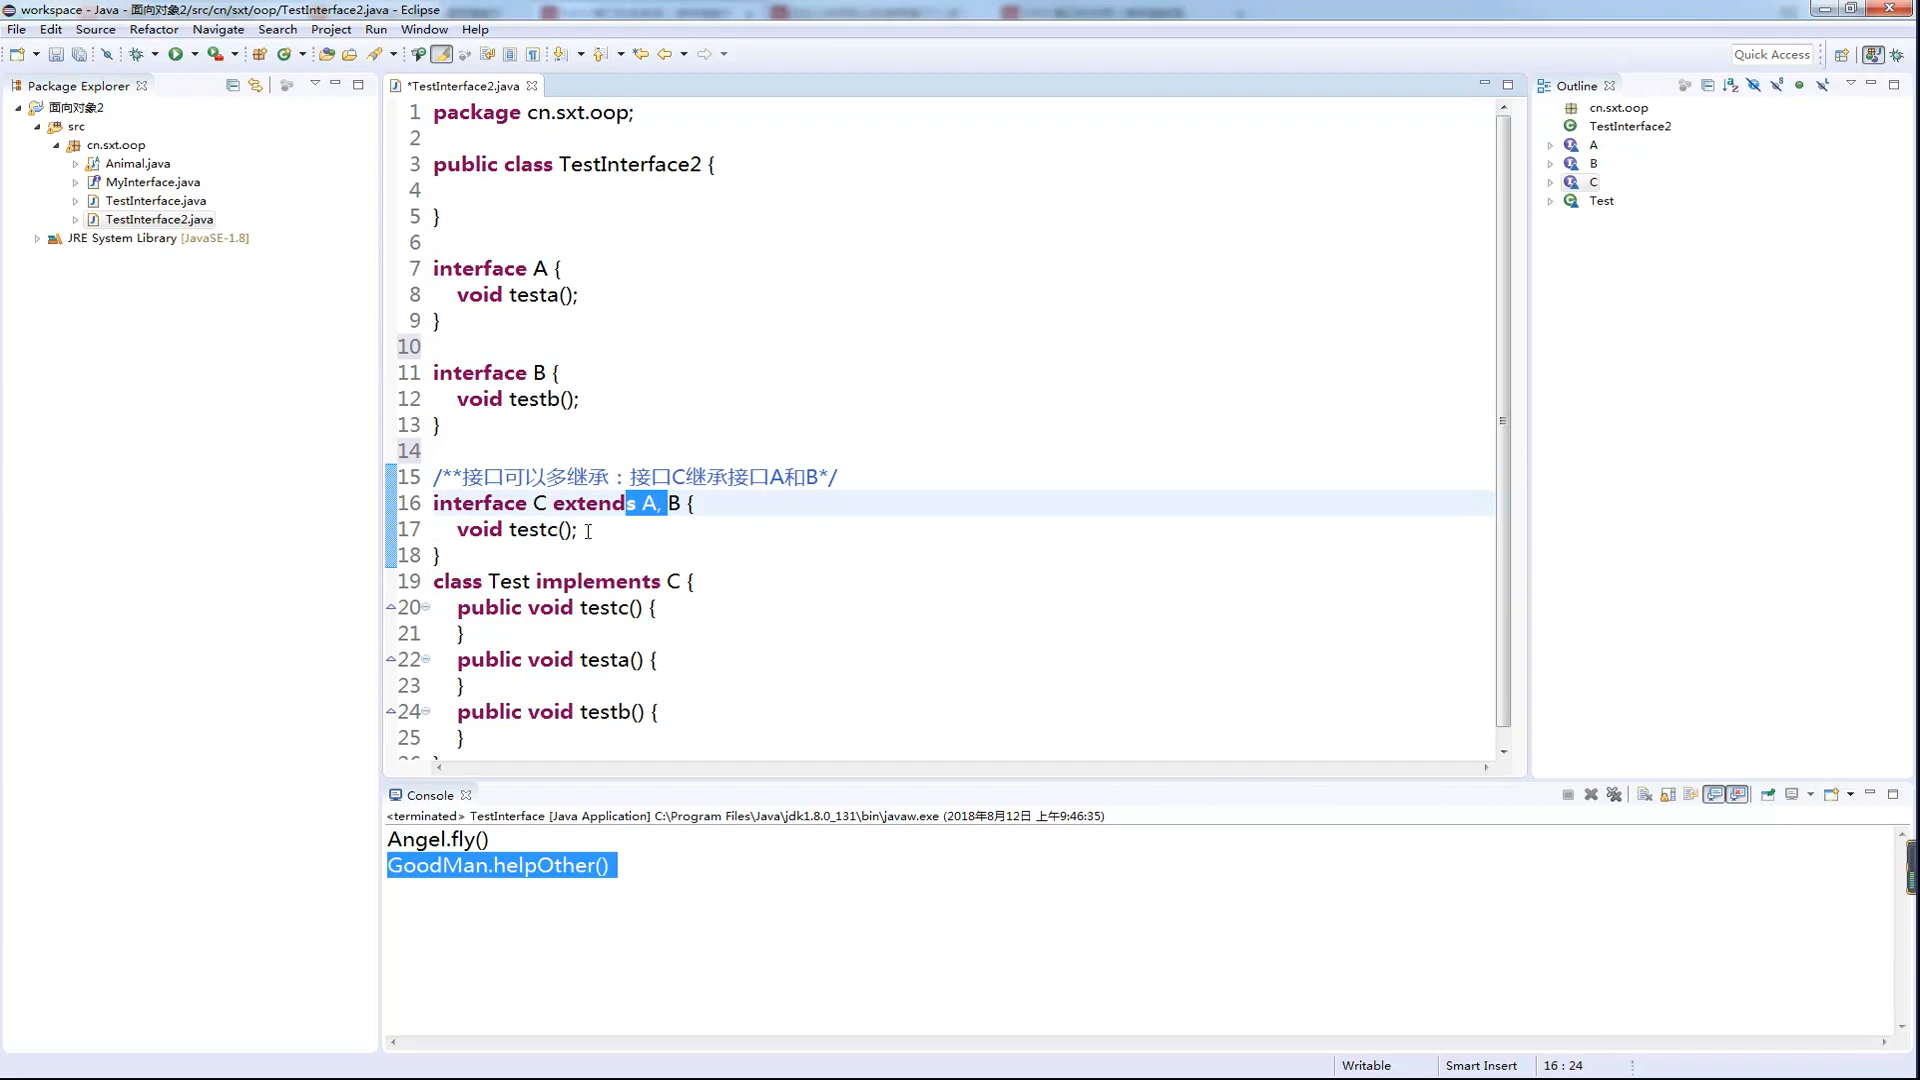 workspace - Java - 面向对象2/src/cn/sxt/oop/TestInterface2.java - Eclipse
File Edit Source Refactor Navigate Search Project Run Window Help
Quick Access
Package Explorer
面向对象2
src
cn.sxt.oop
Animal.java
MyInterface.java
TestInterface.java
TestInterface2.java
JRE System Library [JavaSE-1.8]
*TestInterface2.java
1 package cn.sxt.oop;
2
3 public class TestInterface2 {
4
5 }
6
7 interface A {
8 void testa();
9 }
10
11 interface B {
12 void testb();
13 }
14
15 /**接口可以多继承：接口C继承接口A和B*/
16 interface C extends A, B {
17 void testc();
18 }
19 class Test implements C {
20 public void testc() {
21 }
22 public void testa() {
23 }
24 public void testb() {
25 }
Outline
cn.sxt.oop
TestInterface2
A
B
C
Test
Console
<terminated> TestInterface [Java Application] C:\Program Files\Java\jdk1.8.0_131\bin\javaw.exe (2018年8月12日 上午9:46:35)
Angel.fly()
GoodMan.helpOther()
Writable Smart Insert 16 : 24